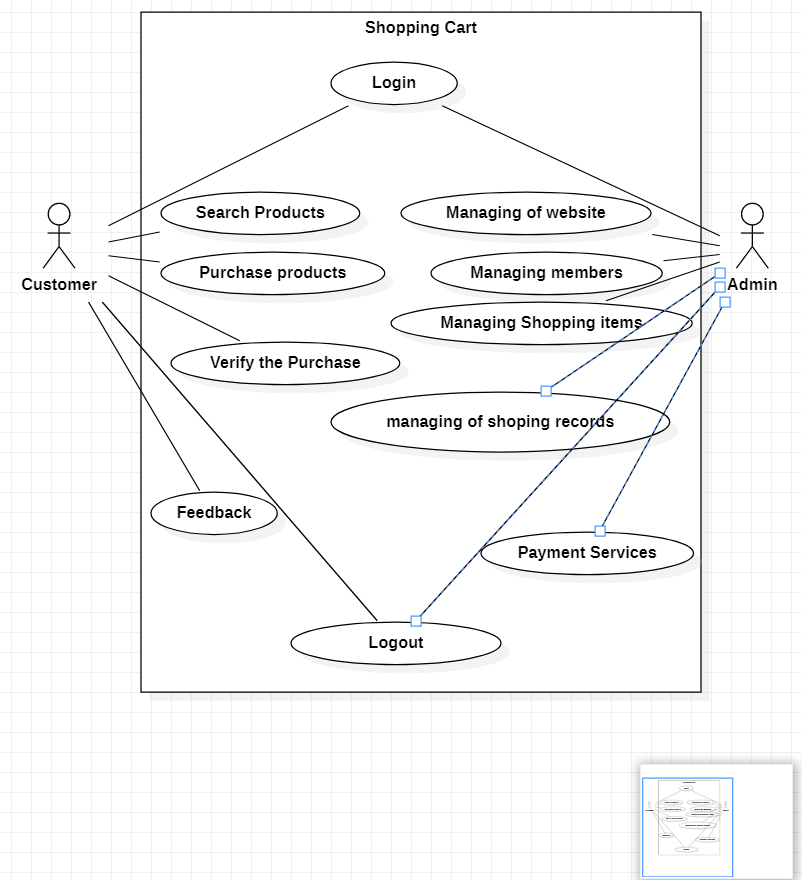 Shopping Cart
Login
Search Products
Managing of website
Purchase products
Managing members
Customer
Admin
Managing Shopping items
Verify the Purchase
managing of shoping records
Feedback
Payment Services
Logout